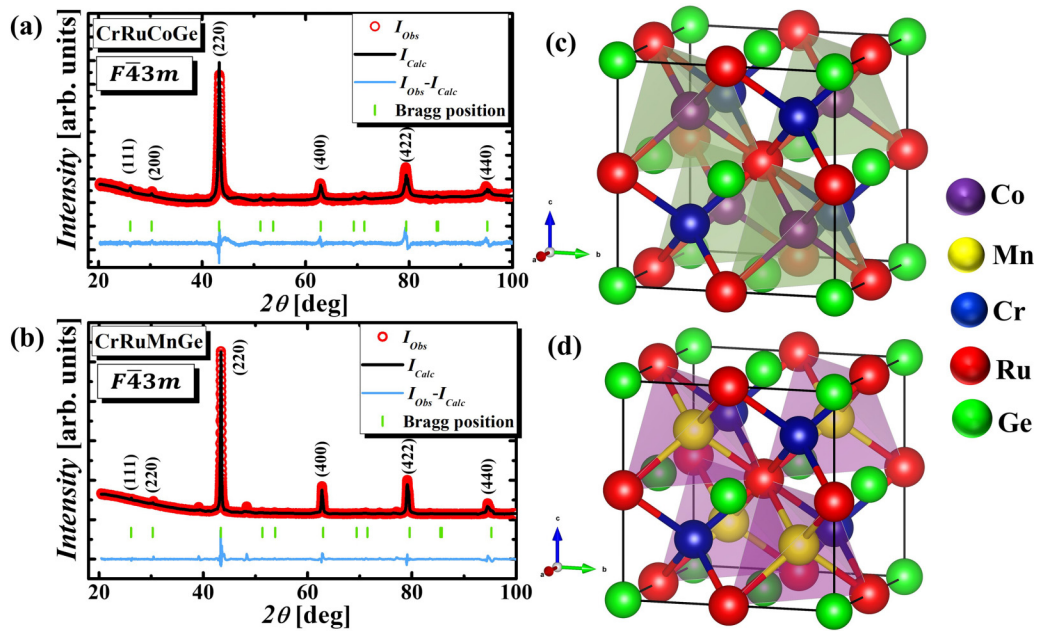 (a)
CrRuCoGe
F4̅3m
(220)
I_Obs
I_Calc
I_Obs-I_Calc
Bragg position
(111)
(200)
(400)
(422)
(440)
Intensity [arb. units]
20 40 60 80 100
2θ [deg]
(b)
CrRuMnGe
F4̅3m
(220)
I_Obs
I_Calc
I_Obs-I_Calc
Bragg position
(111)
(220)
(400)
(422)
(440)
Intensity [arb. units]
20 40 60 80 100
2θ [deg]
(c)
c
a
b
(d)
c
a
b
Co
Mn
Cr
Ru
Ge